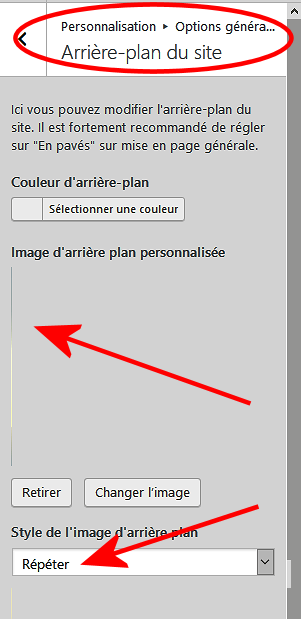 Personnalisation ▸ Options généra...
Arrière-plan du site
Ici vous pouvez modifier l'arrière-plan du
site. Il est fortement recommandé de régler
sur "En pavés" sur mise en page générale.
Couleur d'arrière-plan
Sélectionner une couleur
Image d'arrière plan personnalisée
Retirer
Changer l'image
Style de l'image d'arrière plan
Répéter